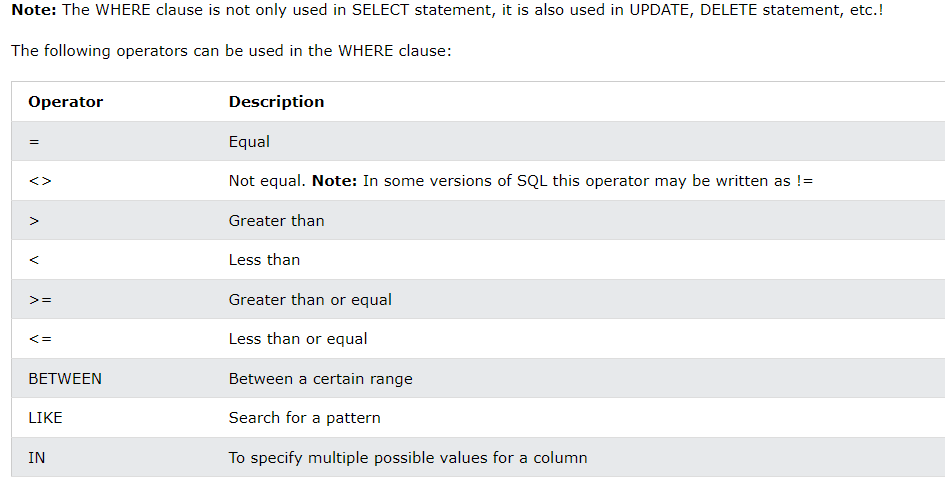 Note: The WHERE clause is not only used in SELECT statement, it is also used in UPDATE, DELETE statement, etc.!
The following operators can be used in the WHERE clause:
Operator Description
= Equal
<> Not equal. Note: In some versions of SQL this operator may be written as !=
> Greater than
< Less than
>= Greater than or equal
<= Less than or equal
BETWEEN Between a certain range
LIKE Search for a pattern
IN To specify multiple possible values for a column